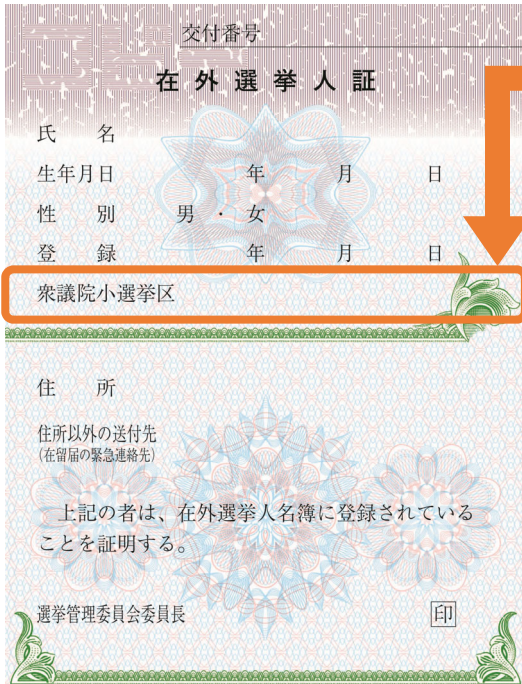 交付番号
在外選挙人証
氏 名
生年月日 年 月 日
性 別 男・女
登 録 年 月 日
衆議院小選挙区
住 所
住所以外の送付先
(在留届の緊急連絡先)
上記の者は、在外選挙人名簿に登録されている
ことを証明する。
選挙管理委員会委員長 印